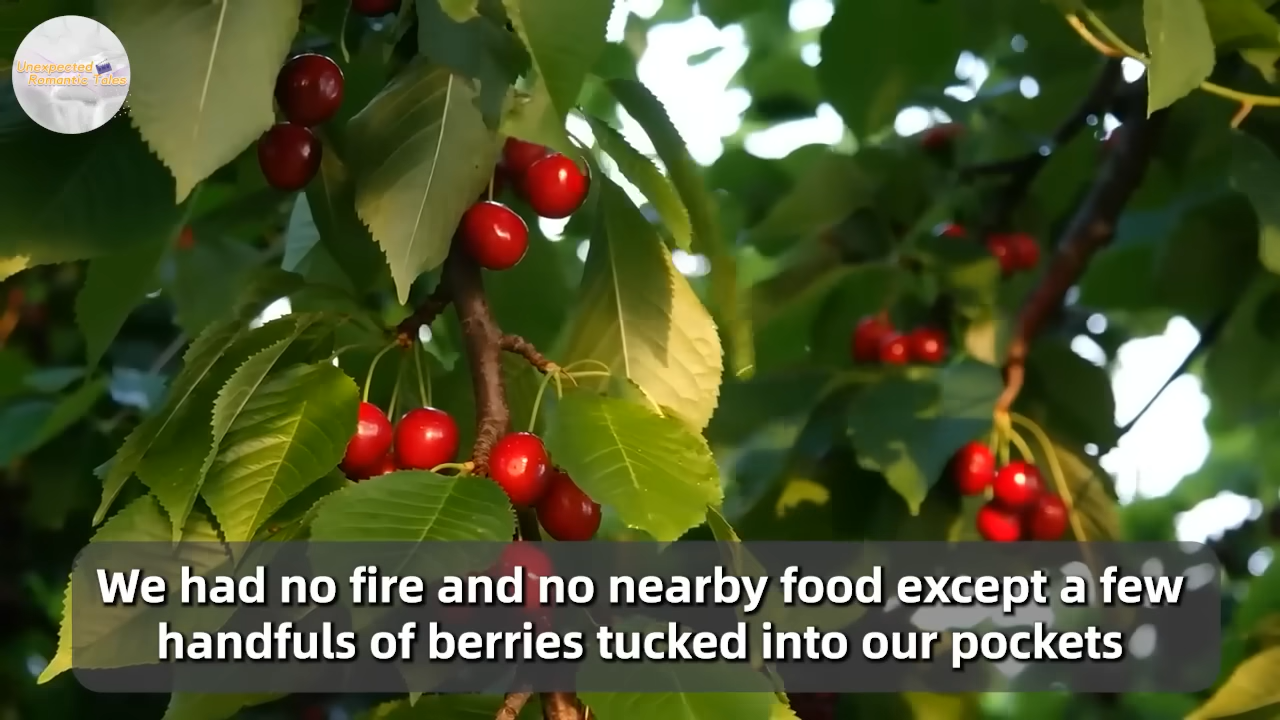 Unexpected
Romantic Tales
We had no fire and no nearby food except a few
handfuls of berries tucked into our pockets